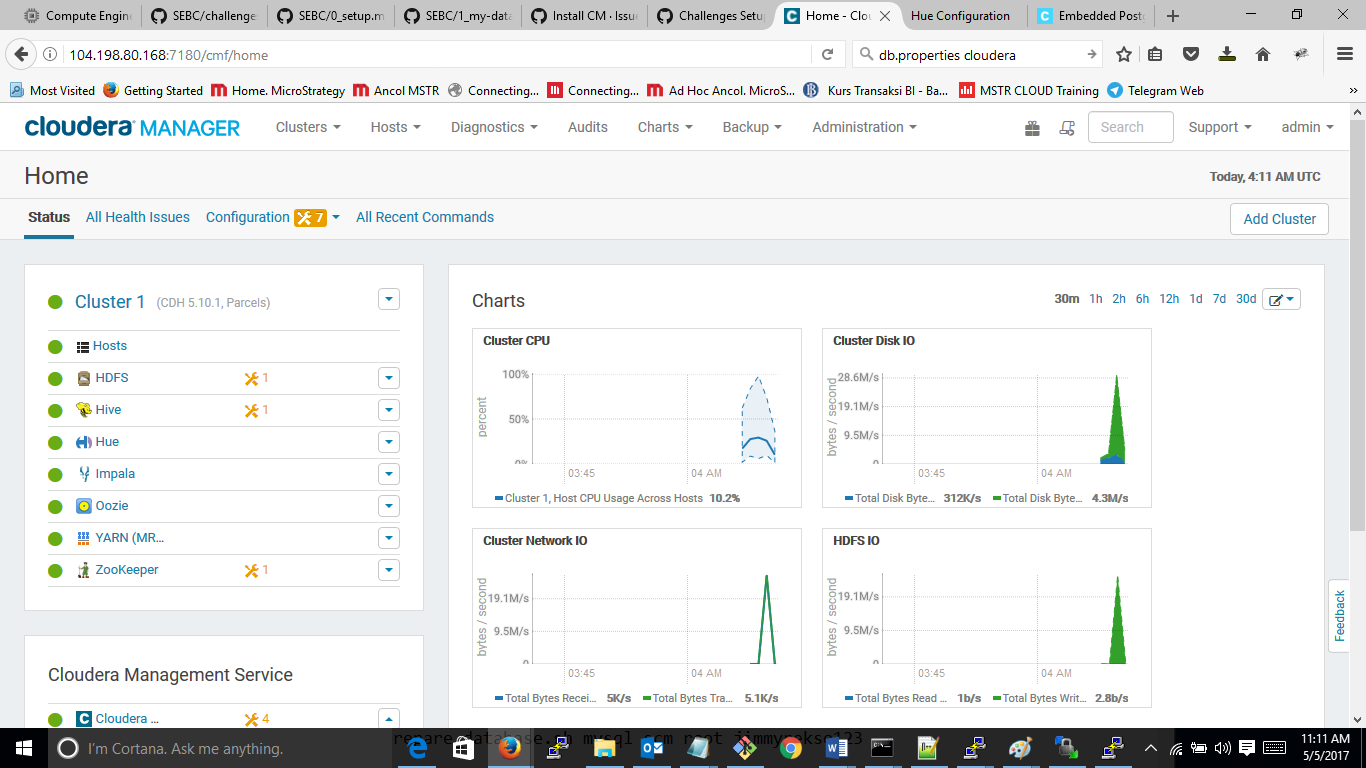 Compute Engin
SEBC/challenge
SEBC/0_setup.m
SEBC/1_my-data
Install CM · Issu
Challenges Setu
Home - Clou
Hue Configuration
Embedded Postg
104.198.80.168:7180/cmf/home
db.properties cloudera
Most Visited
Getting Started
Home. MicroStrategy
Ancol MSTR
Connecting...
Connecting...
Ad Hoc Ancol. MicroS...
Kurs Transaksi BI - Ba...
MSTR CLOUD Training
Telegram Web
cloudera MANAGER
Clusters
Hosts
Diagnostics
Audits
Charts
Backup
Administration
Search
Support
admin
Home
Today, 4:11 AM UTC
Status
All Health Issues
Configuration 7
All Recent Commands
Add Cluster
Cluster 1 (CDH 5.10.1, Parcels)
Hosts
HDFS 1
Hive 1
Hue
Impala
Oozie
YARN (MR...
ZooKeeper 1
Cloudera Management Service
Cloudera ... 4
Charts
30m 1h 2h 6h 12h 1d 7d 30d
Cluster CPU
percent
100%
50%
0%
03:45
04 AM
Cluster 1, Host CPU Usage Across Hosts 10.2%
Cluster Disk IO
bytes / second
28.6M/s
19.1M/s
9.5M/s
0
03:45
04 AM
Total Disk Byte... 312K/s
Total Disk Byte... 4.3M/s
Cluster Network IO
bytes / second
19.1M/s
9.5M/s
0
03:45
04 AM
Total Bytes Recei... 5K/s
Total Bytes Tra... 5.1K/s
HDFS IO
bytes / second
19.1M/s
9.5M/s
0
03:45
04 AM
Total Bytes Read ... 1b/s
Total Bytes Writ... 2.8b/s
Feedback
I'm Cortana. Ask me anything.
11:11 AM
5/5/2017